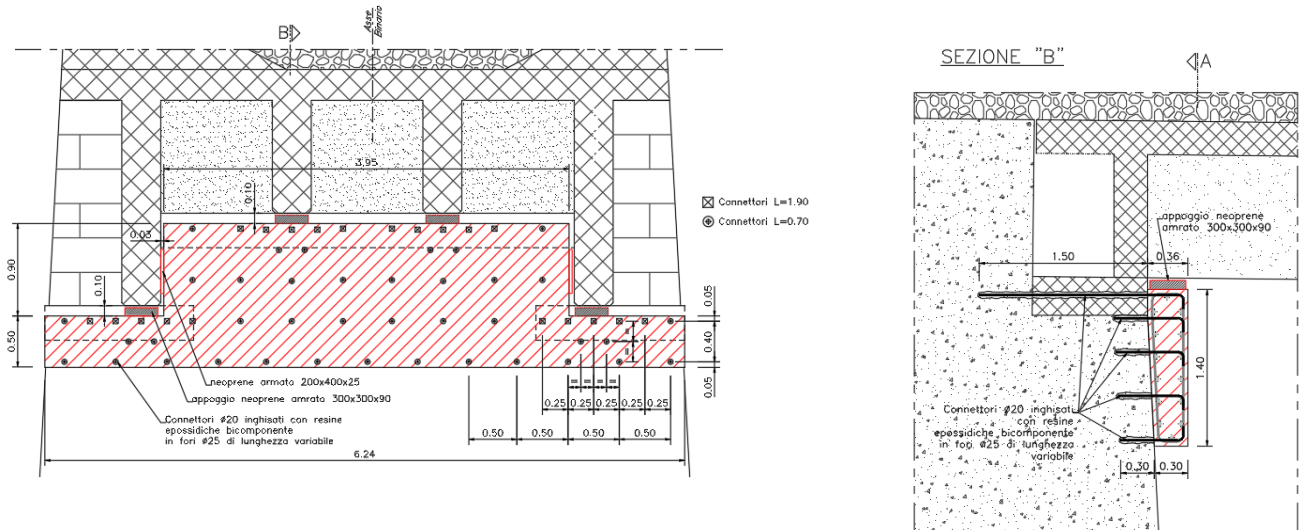 B
Asse
Binario
3.95
0.10
0.03
0.90
0.10
0.50
0.05
0.40
0.05
=
=
= = = =
0.25 0.25 0.25 0.25 0.25
0.50 0.50 0.50 0.50
6.24
neoprene armato 200x400x25
appoggio neoprene amrato 300x300x90
Connettori ø20 inghisati con resine
epossidiche bicomponente
in fori ø25 di lunghezza variabile
Connettori L=1.90
Connettori L=0.70
SEZIONE "B"
A
appoggio neoprene
amrato 300x300x90
1.50 0.36
1.40
Connettori ø20 inghisati
con resine
epossidiche bicomponente
in fori ø25 di lunghezza
variabile
0.30 0.30